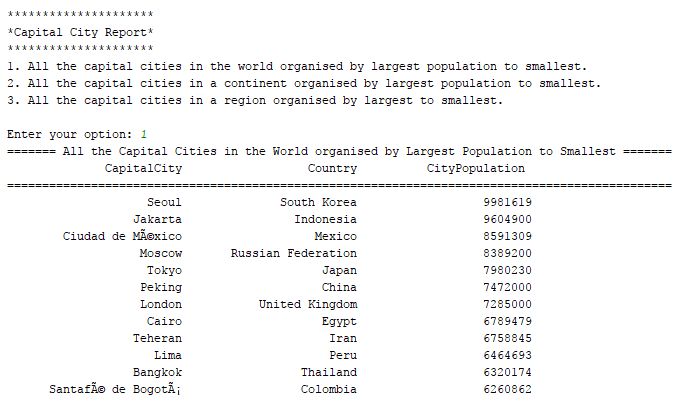 *********************
*Capital City Report*
*********************
1. All the capital cities in the world organised by largest population to smallest.
2. All the capital cities in a continent organised by largest population to smallest.
3. All the capital cities in a region organised by largest to smallest.
Enter your option: 1
======= All the Capital Cities in the World organised by Largest Population to Smallest =======
CapitalCity Country CityPopulation
===============================================================================================
Seoul South Korea 9981619
Jakarta Indonesia 9604900
Ciudad de MÃ©xico Mexico 8591309
Moscow Russian Federation 8389200
Tokyo Japan 7980230
Peking China 7472000
London United Kingdom 7285000
Cairo Egypt 6789479
Teheran Iran 6758845
Lima Peru 6464693
Bangkok Thailand 6320174
SantafÃ© de BogotÃ¡ Colombia 6260862